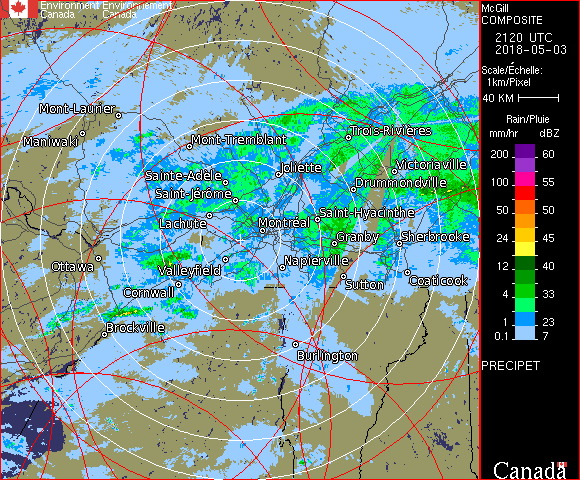 Environment Environnement
Canada Canada
McGill
COMPOSITE
2120 UTC
2018-05-03
Scale/Échelle:
1km/Pixel
40 KM
Rain/Pluie
mm/hr dBZ
200 60
100 55
50 50
24 45
12 40
4 33
1 23
0.1 7
PRECIPET
Canada
Mont-Laurier
Maniwaki
Mont-Tremblant
Trois-Rivières
Sainte-Adèle
Joliette
Victoriaville
Saint-Jérôme
Drummondville
Lachute
Montréal
Saint-Hyacinthe
Granby
Sherbrooke
Ottawa
Valleyfield
Napierville
Cornwall
Sutton
Coaticook
Brockville
Burlington